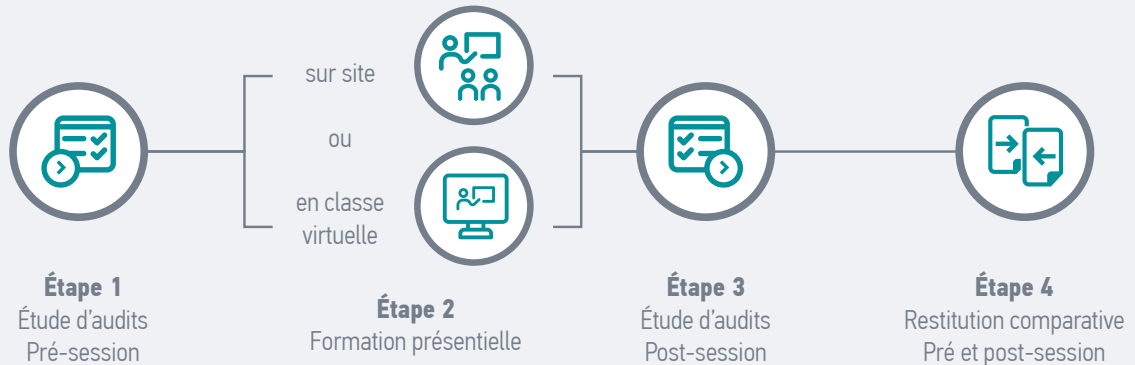 sur site
ou
en classe
virtuelle
Étape 1
Étude d'audits
Pré-session
Étape 2
Formation présentielle
Étape 3
Étude d'audits
Post-session
Étape 4
Restitution comparative
Pré et post-session